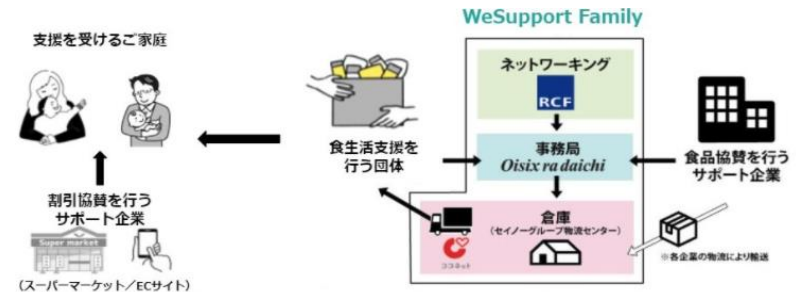 WeSupport Family
支援を受けるご家庭
割引協賛を行う
サポート企業
Super market
(スーパーマーケット／ECサイト)
食生活支援を
行う団体
ネットワーキング
RCF
事務局
Oisix ra daichi
倉庫
(セイノーグループ物流センター)
ココネット
食品協賛を行う
サポート企業
※各企業の物流により輸送